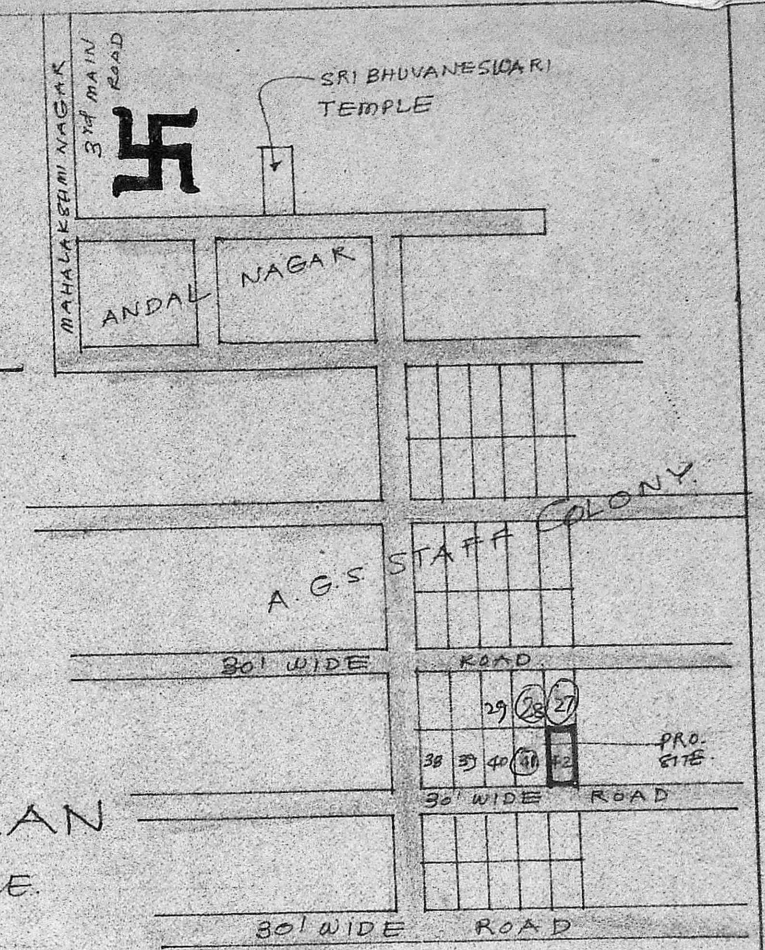 MAHALAKSHMI NAGAR
3rd MAIN
ROAD
SRI BHUVANESWARI
TEMPLE
ANDAL NAGAR
A.G.S STAFF COLONY.
30' WIDE ROAD
29 28 27
38 39 40 41 42
PRO.
SITE.
30' WIDE ROAD
AN
E.
30' WIDE ROAD